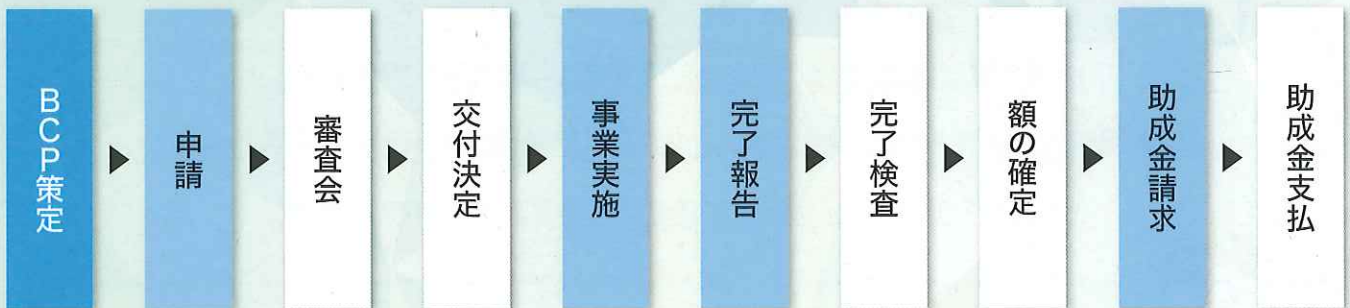 BCP策定
申請
審査会
交付決定
事業実施
完了報告
完了検査
額の確定
助成金請求
助成金支払